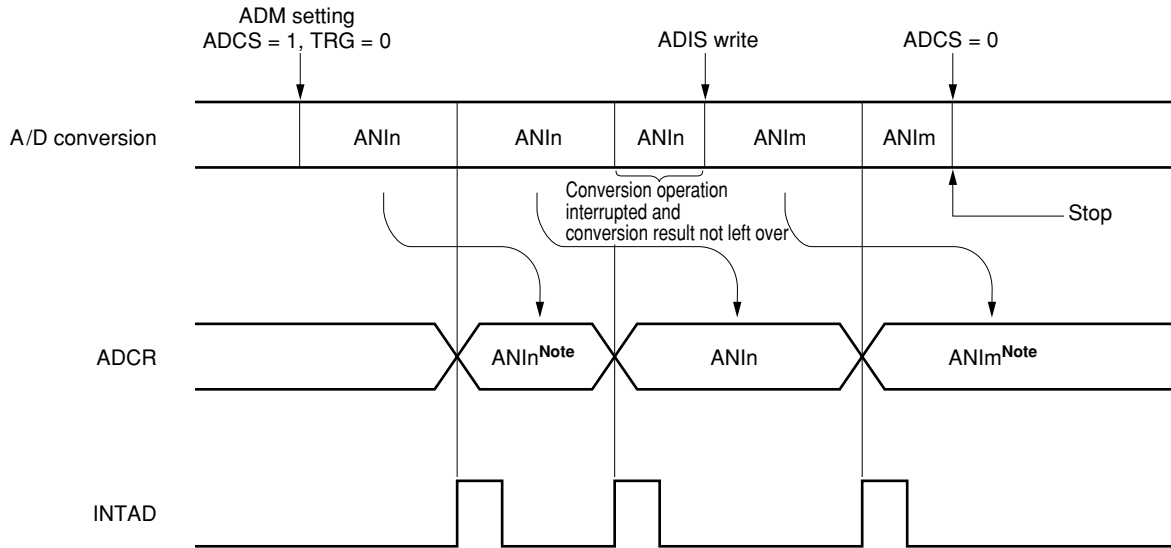 ADM setting
ADCS = 1, TRG = 0
ADIS write
ADCS = 0
A/D conversion
ANIn
ANIn
ANIn
ANIm
ANIm
Conversion operation
interrupted and
conversion result not left over
Stop
ADCR
ANInNote
ANIn
ANImNote
INTAD